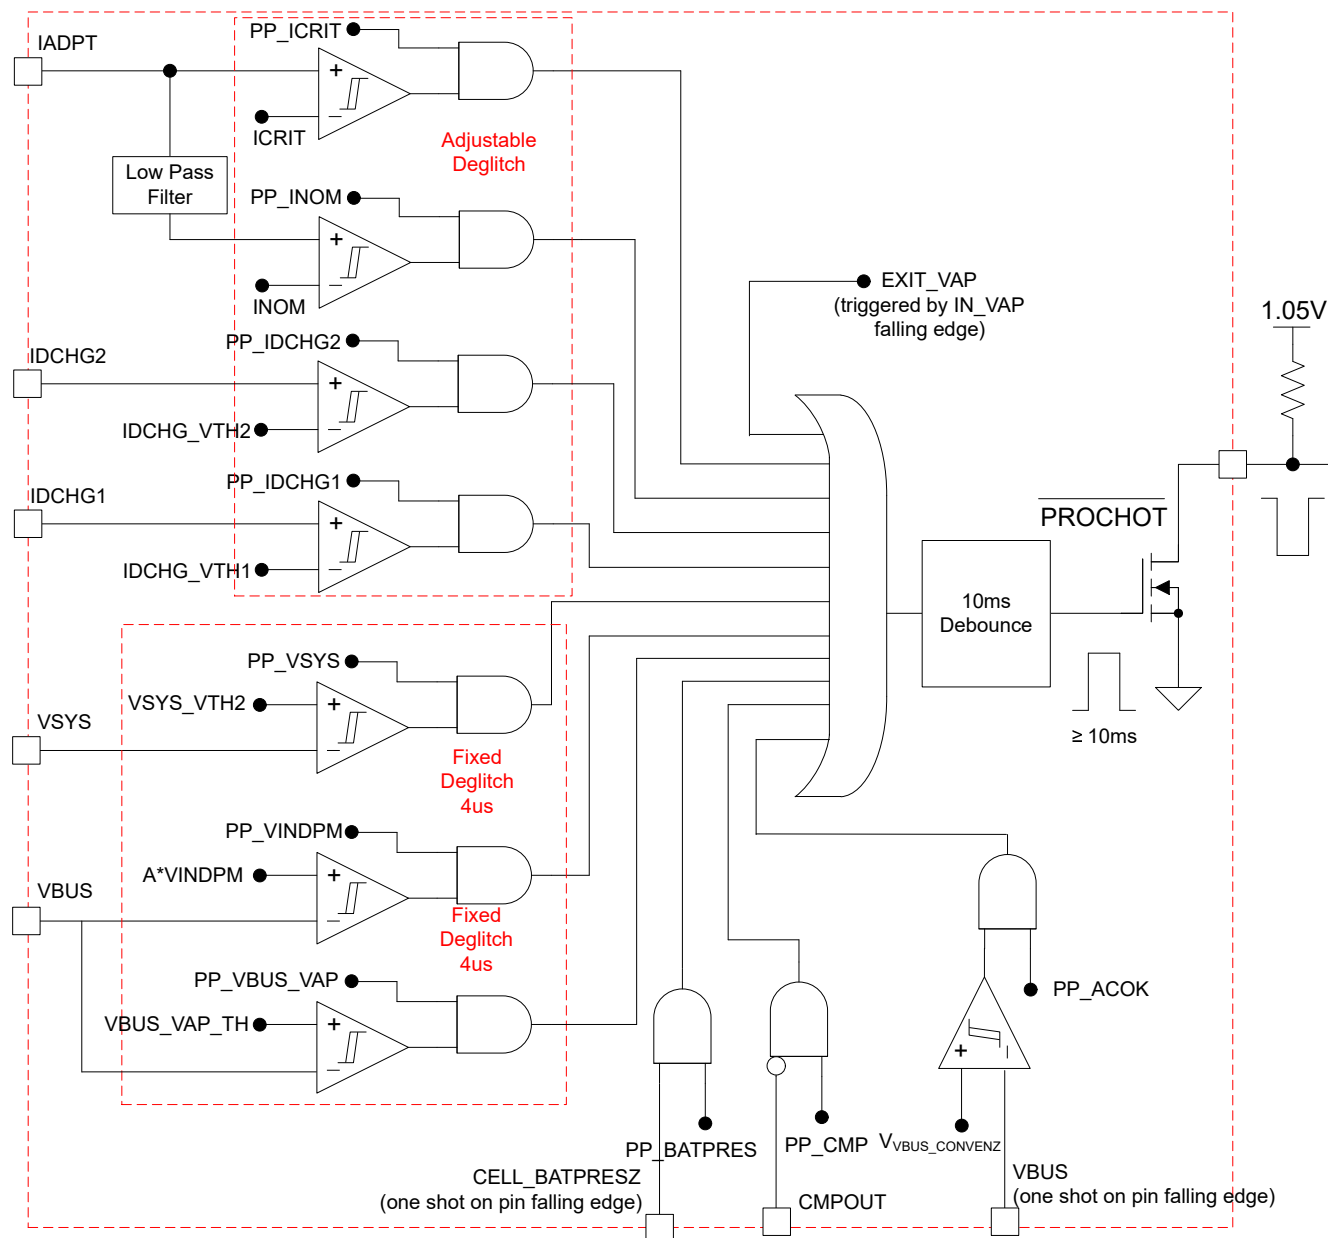 IADPT
PP_ICRIT
+
−
ICRIT
Adjustable
Deglitch
Low Pass
Filter
PP_INOM
+
−
INOM
EXIT_VAP
(triggered by IN_VAP
falling edge)
1.05V
IDCHG2
PP_IDCHG2
+
−
IDCHG_VTH2
IDCHG1
PP_IDCHG1
+
−
IDCHG_VTH1
PROCHOT
10ms
Debounce
≥ 10ms
PP_VSYS
VSYS_VTH2
+
−
VSYS
Fixed
Deglitch
4us
PP_VINDPM
A*VINDPM
+
−
VBUS
Fixed
Deglitch
4us
PP_VBUS_VAP
VBUS_VAP_TH
+
−
PP_ACOK
+
−
PP_BATPRES
PP_CMP
VVBUS_CONVENZ
CELL_BATPRESZ
(one shot on pin falling edge)
CMPOUT
VBUS
(one shot on pin falling edge)